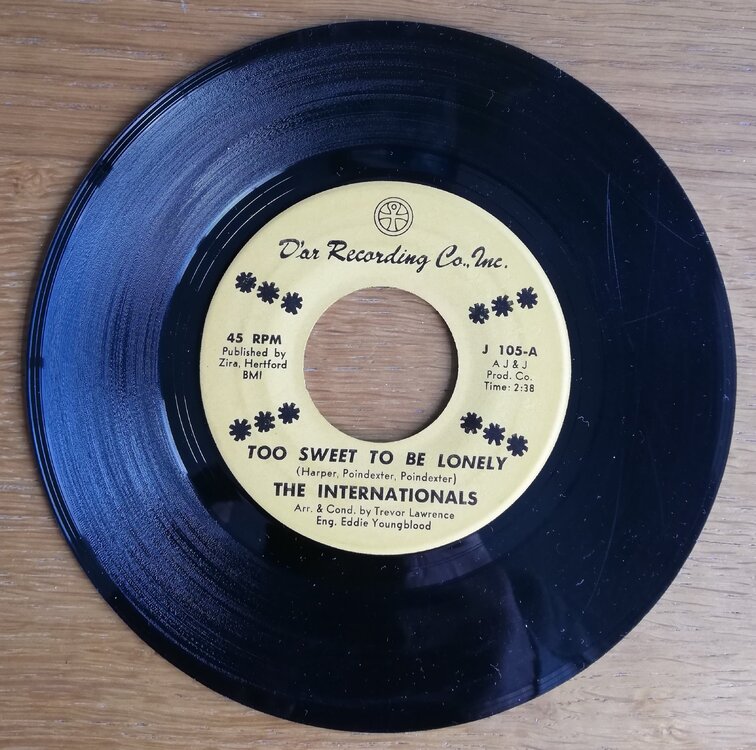 D'ar Recording Co., Inc.
45 RPM
Published by
Zira, Hertford
BMI
J 105-A
A J & J
Prod. Co.
Time: 2:38
TOO SWEET TO BE LONELY
(Harper, Poindexter, Poindexter)
THE INTERNATIONALS
Arr. & Cond. by Trevor Lawrence
Eng. Eddie Youngblood